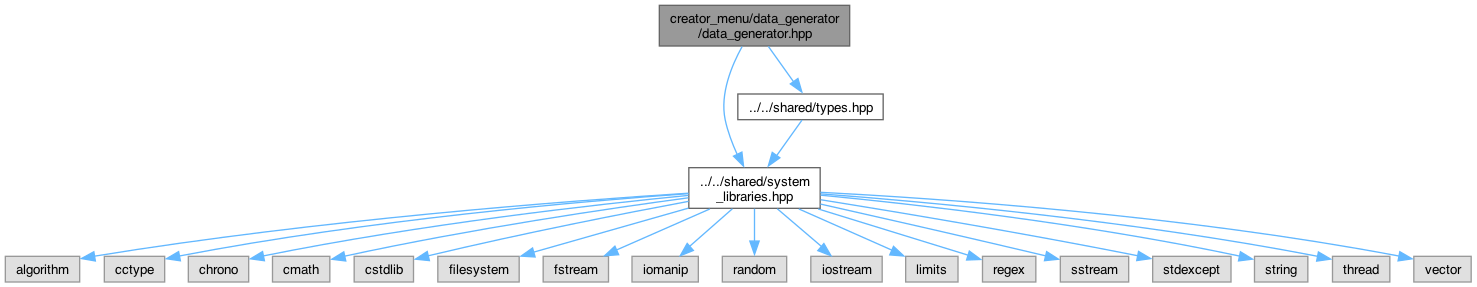 creator_menu/data_generator
/data_generator.hpp
../../shared/types.hpp
../../shared/system
_libraries.hpp
algorithm
cctype
chrono
cmath
cstdlib
filesystem
fstream
iomanip
random
iostream
limits
regex
sstream
stdexcept
string
thread
vector